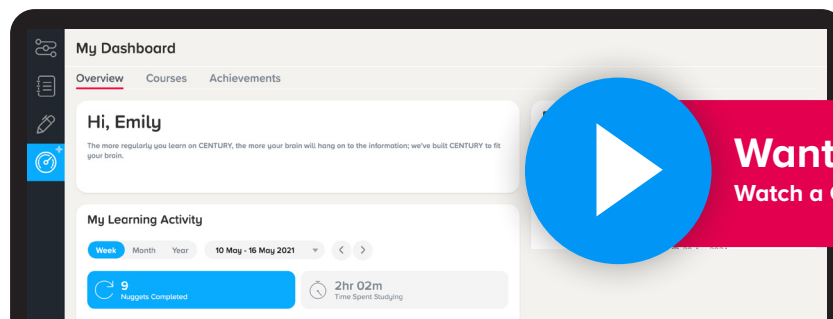 My Dashboard
Overview Courses Achievements
Hi, Emily
The more regularly you learn on CENTURY, the more your brain will hang on to the information; we've built CENTURY to fit
your brain.
Want
Watch a
My Learning Activity
Week Month Year 10 May - 16 May 2021
9
Nuggets Completed
2hr 02m
Time Spent Studying